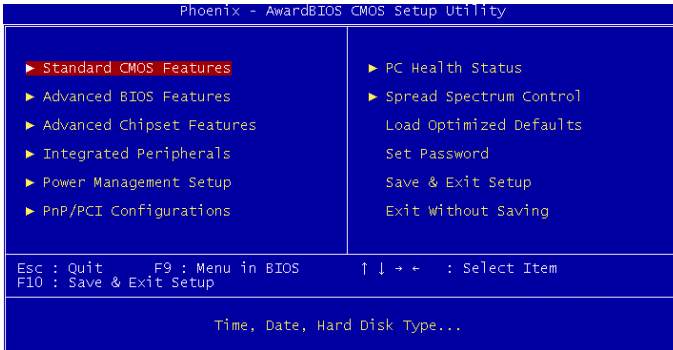 Phoenix - AwardBIOS CMOS Setup Utility
► Standard CMOS Features
► Advanced BIOS Features
► Advanced Chipset Features
► Integrated Peripherals
► Power Management Setup
► PnP/PCI Configurations
► PC Health Status
► Spread Spectrum Control
Load Optimized Defaults
Set Password
Save & Exit Setup
Exit Without Saving
Esc : Quit F9 : Menu in BIOS ↑ ↓ → ← : Select Item
F10 : Save & Exit Setup
Time, Date, Hard Disk Type...